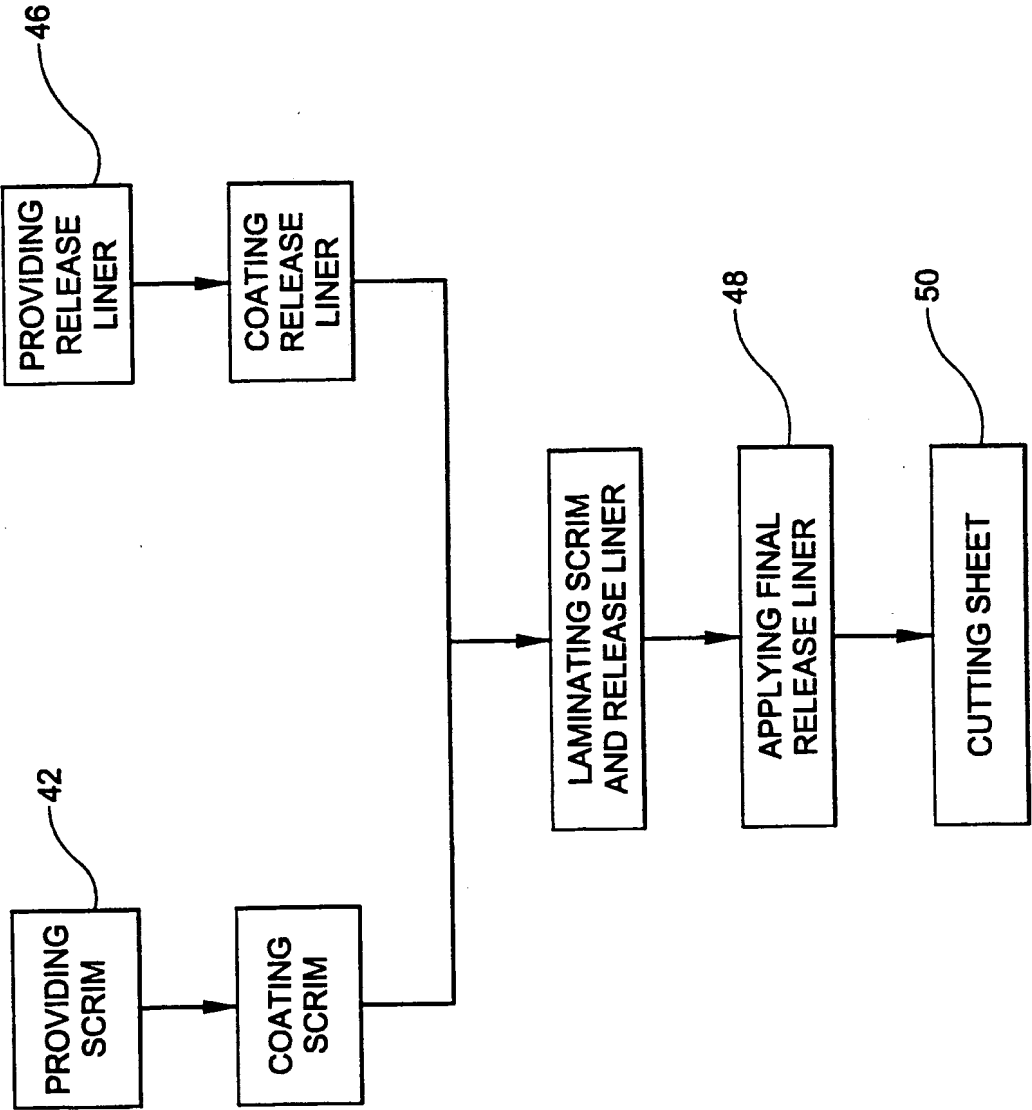 42
PROVIDING
SCRIM
COATING
SCRIM
46
PROVIDING
RELEASE
LINER
COATING
RELEASE
LINER
LAMINATING SCRIM
AND RELEASE LINER
48
APPLYING FINAL
RELEASE LINER
50
CUTTING SHEET